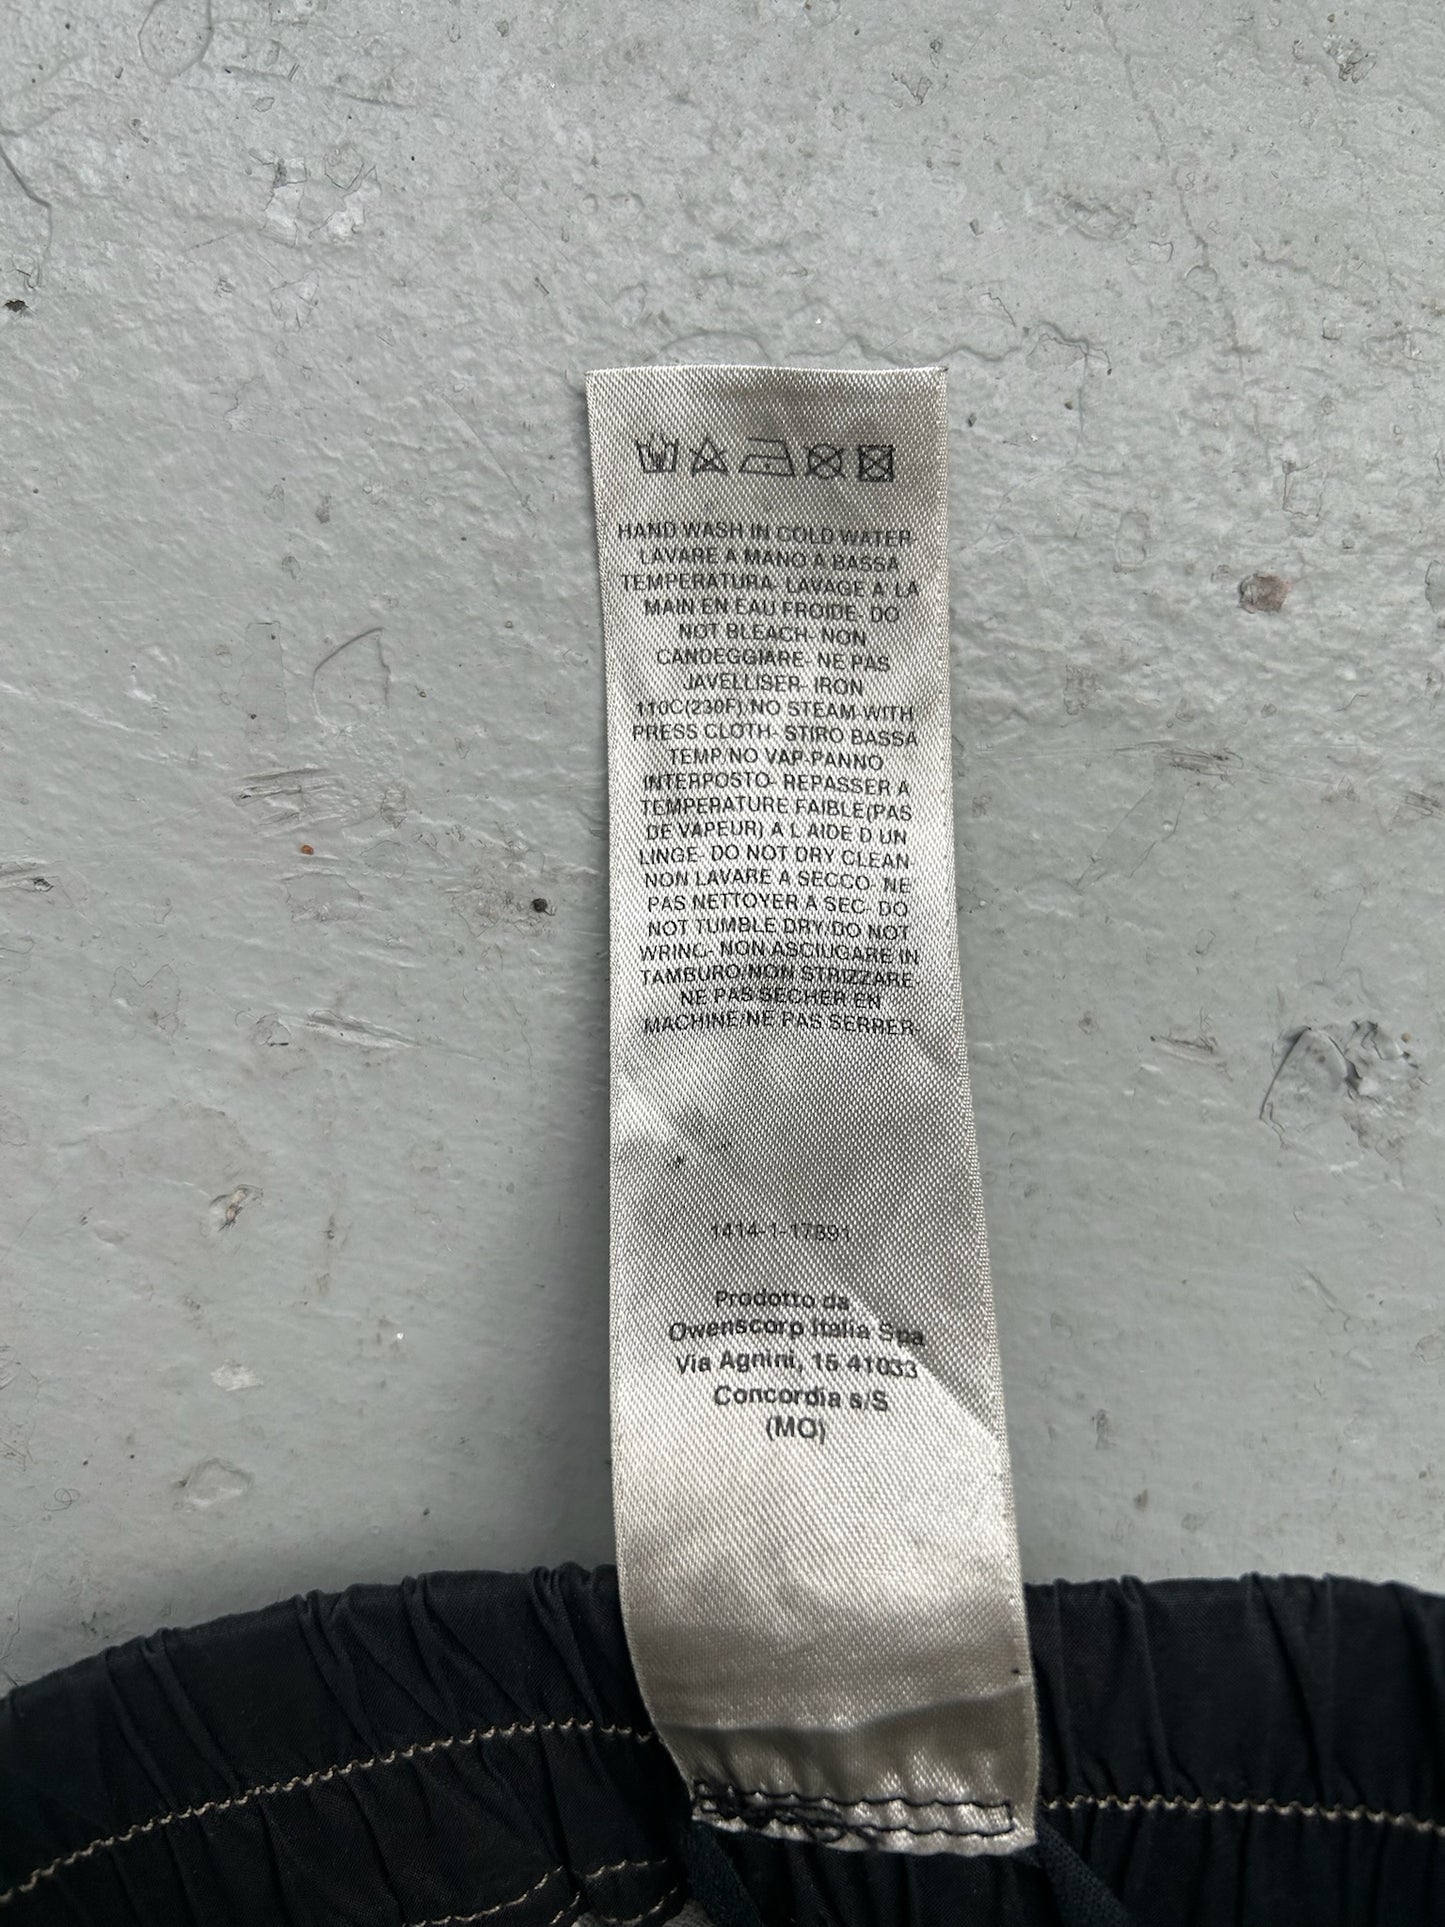 HAND WASH IN COLD WATER-
LAVARE A MANO A BASSA
TEMPERATURA- LAVAGE A LA
MAIN EN EAU FROIDE- DO
NOT BLEACH- NON
CANDEGGIARE- NE PAS
JAVELLISER- IRON
110C(230F)/NO STEAM-WITH
PRESS CLOTH- STIRO BASSA
TEMP/NO VAP-PANNO
INTERPOSTO- REPASSER A
TEMPERATURE FAIBLE(PAS
DE VAPEUR) A L AIDE D UN
LINGE- DO NOT DRY CLEAN-
NON LAVARE A SECCO- NE
PAS NETTOYER A SEC- DO
NOT TUMBLE DRY/DO NOT
WRING- NON ASCIUGARE IN
TAMBURO/NON STRIZZARE
NE PAS SECHER EN
MACHINE/NE PAS SERRER-
1414-1-17891
Prodotto da
Owenscorp Italia Spa
Via Agnini, 15 41033
Concordia s/S
(MO)